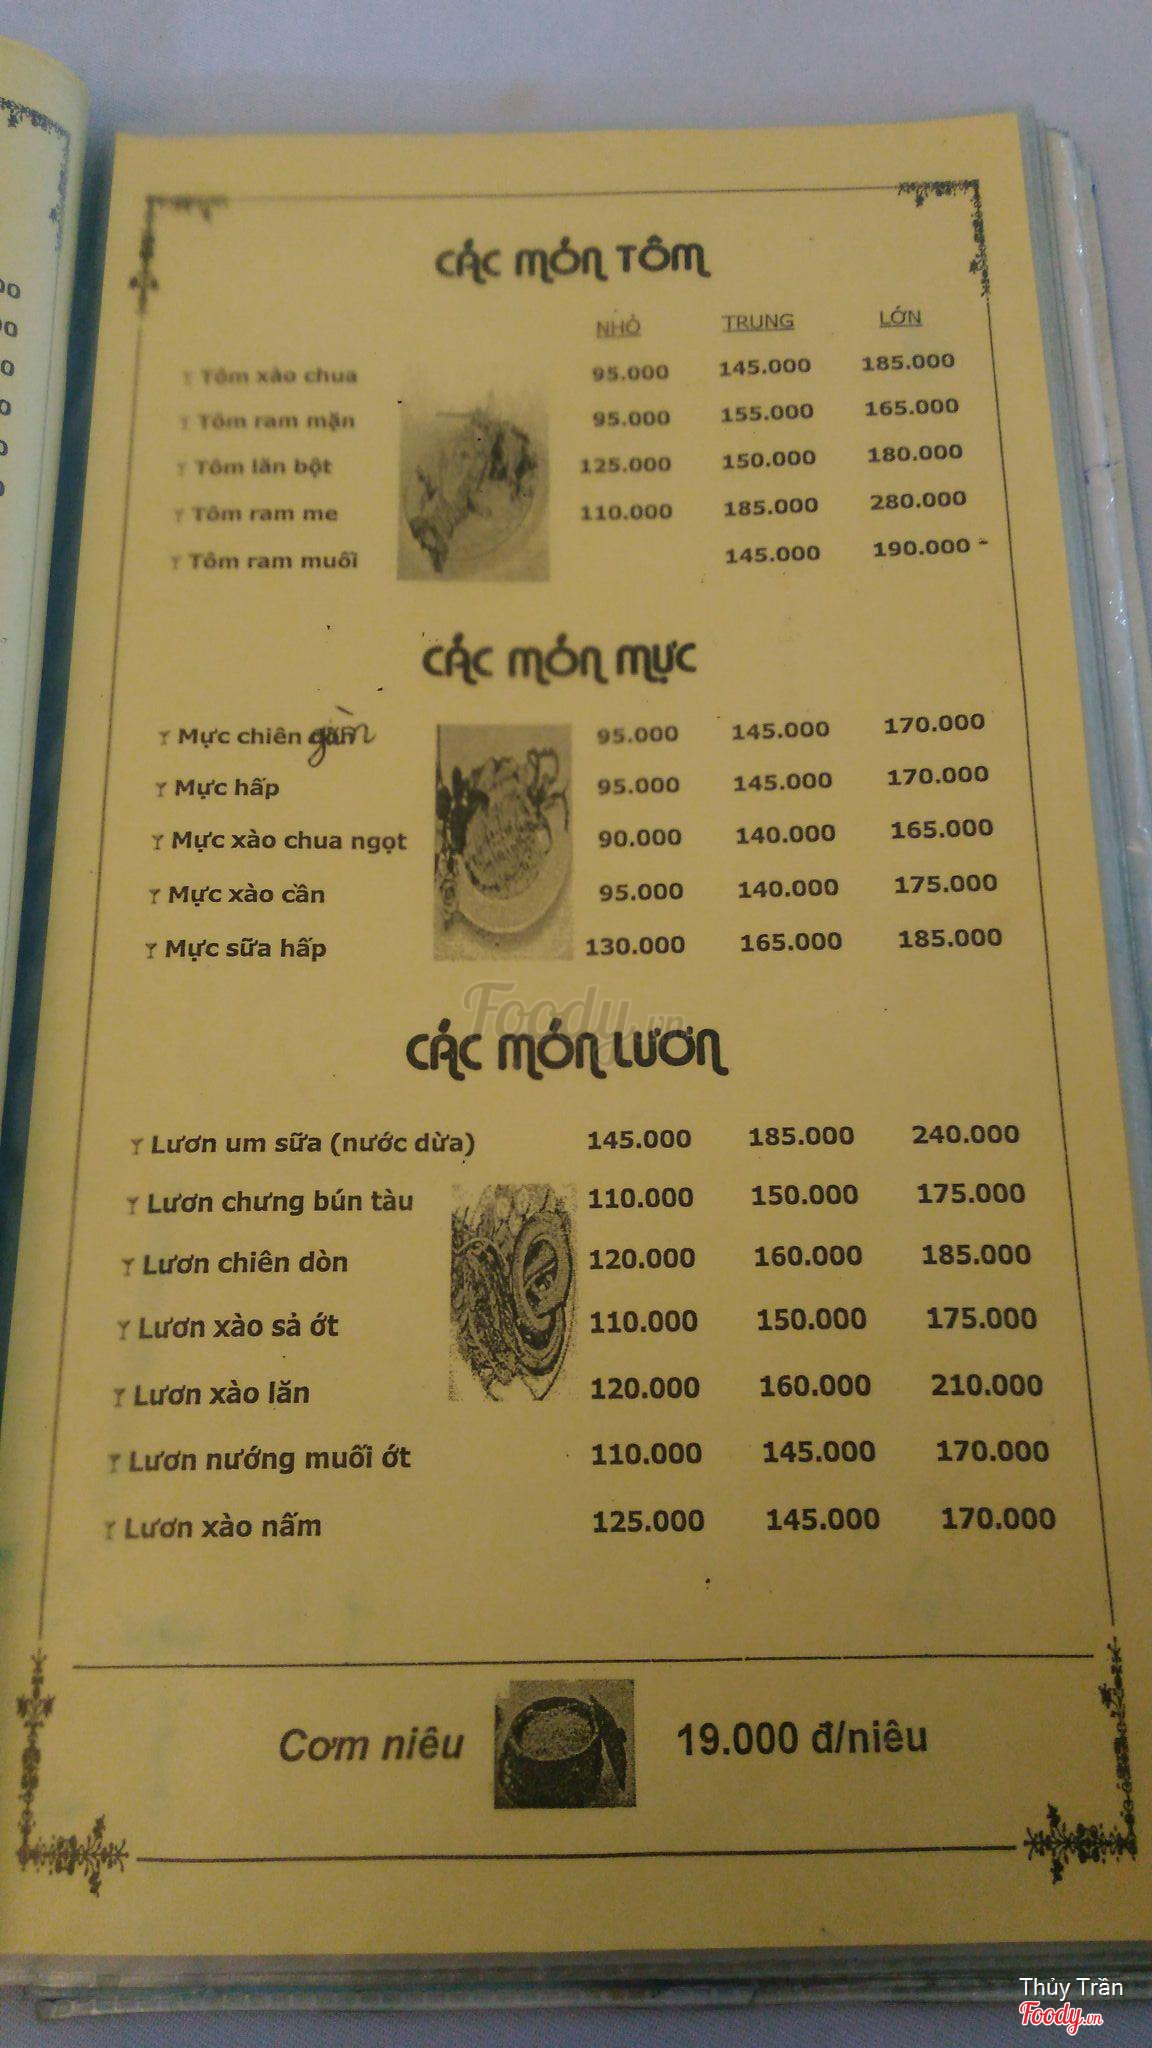 CÁC MÓN TÔM
NHỎ TRUNG LỚN
Tôm xào chua 95.000 145.000 185.000
Tôm ram mặn 95.000 155.000 165.000
Tôm lăn bột 125.000 150.000 180.000
Tôm ram me 110.000 185.000 280.000
Tôm ram muối 145.000 190.000
CÁC MÓN MỰC
Mực chiên giòn 95.000 145.000 170.000
Mực hấp 95.000 145.000 170.000
Mực xào chua ngọt 90.000 140.000 165.000
Mực xào cần 95.000 140.000 175.000
Mực sữa hấp 130.000 165.000 185.000
Foody.vn
CÁC MÓN LƯƠN
Lươn um sữa (nước dừa) 145.000 185.000 240.000
Lươn chưng bún tàu 110.000 150.000 175.000
Lươn chiên dòn 120.000 160.000 185.000
Lươn xào sả ớt 110.000 150.000 175.000
Lươn xào lăn 120.000 160.000 210.000
Lươn nướng muối ớt 110.000 145.000 170.000
Lươn xào nấm 125.000 145.000 170.000
Cơm niêu 19.000 đ/niêu
Thủy Trần
Foody.vn